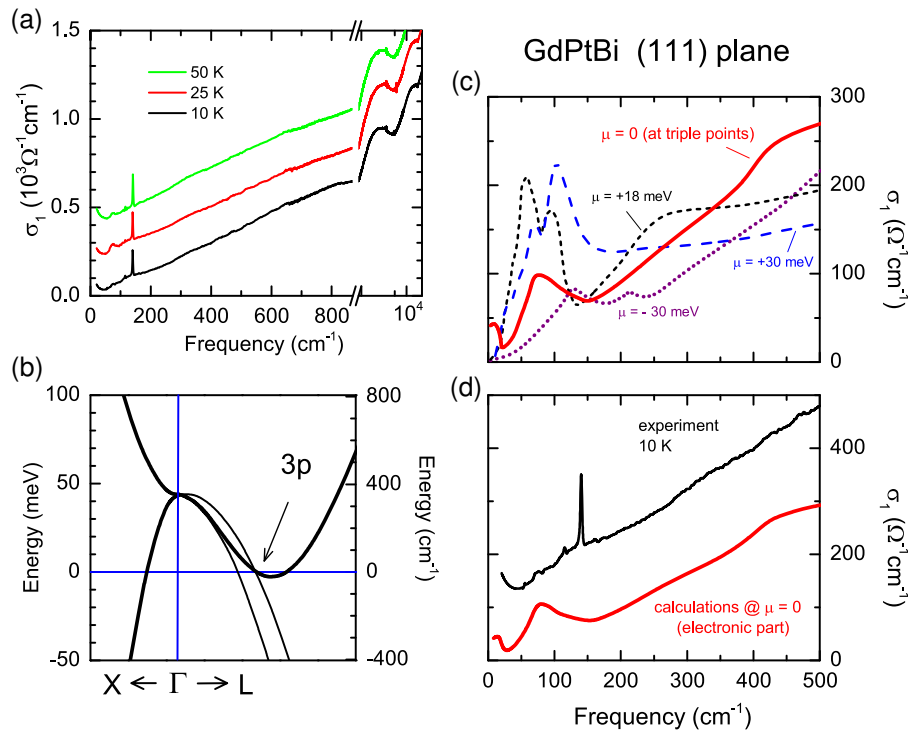 (a)
1.5
1.0
0.5
0.0
σ₁ (10³Ω⁻¹cm⁻¹)
50 K
25 K
10 K
0 200 400 600 800 10⁴
Frequency (cm⁻¹)
GdPtBi (111) plane
(c)
300
200
100
0
σ₁ (Ω⁻¹cm⁻¹)
μ = 0 (at triple points)
μ = +18 meV
μ = +30 meV
μ = - 30 meV
(b)
100
50
0
-50
Energy (meV)
800
400
0
-400
Energy (cm⁻¹)
3p
X ← Γ → L
(d)
experiment
10 K
calculations @ μ = 0
(electronic part)
400
200
0
σ₁ (Ω⁻¹cm⁻¹)
0 100 200 300 400 500
Frequency (cm⁻¹)